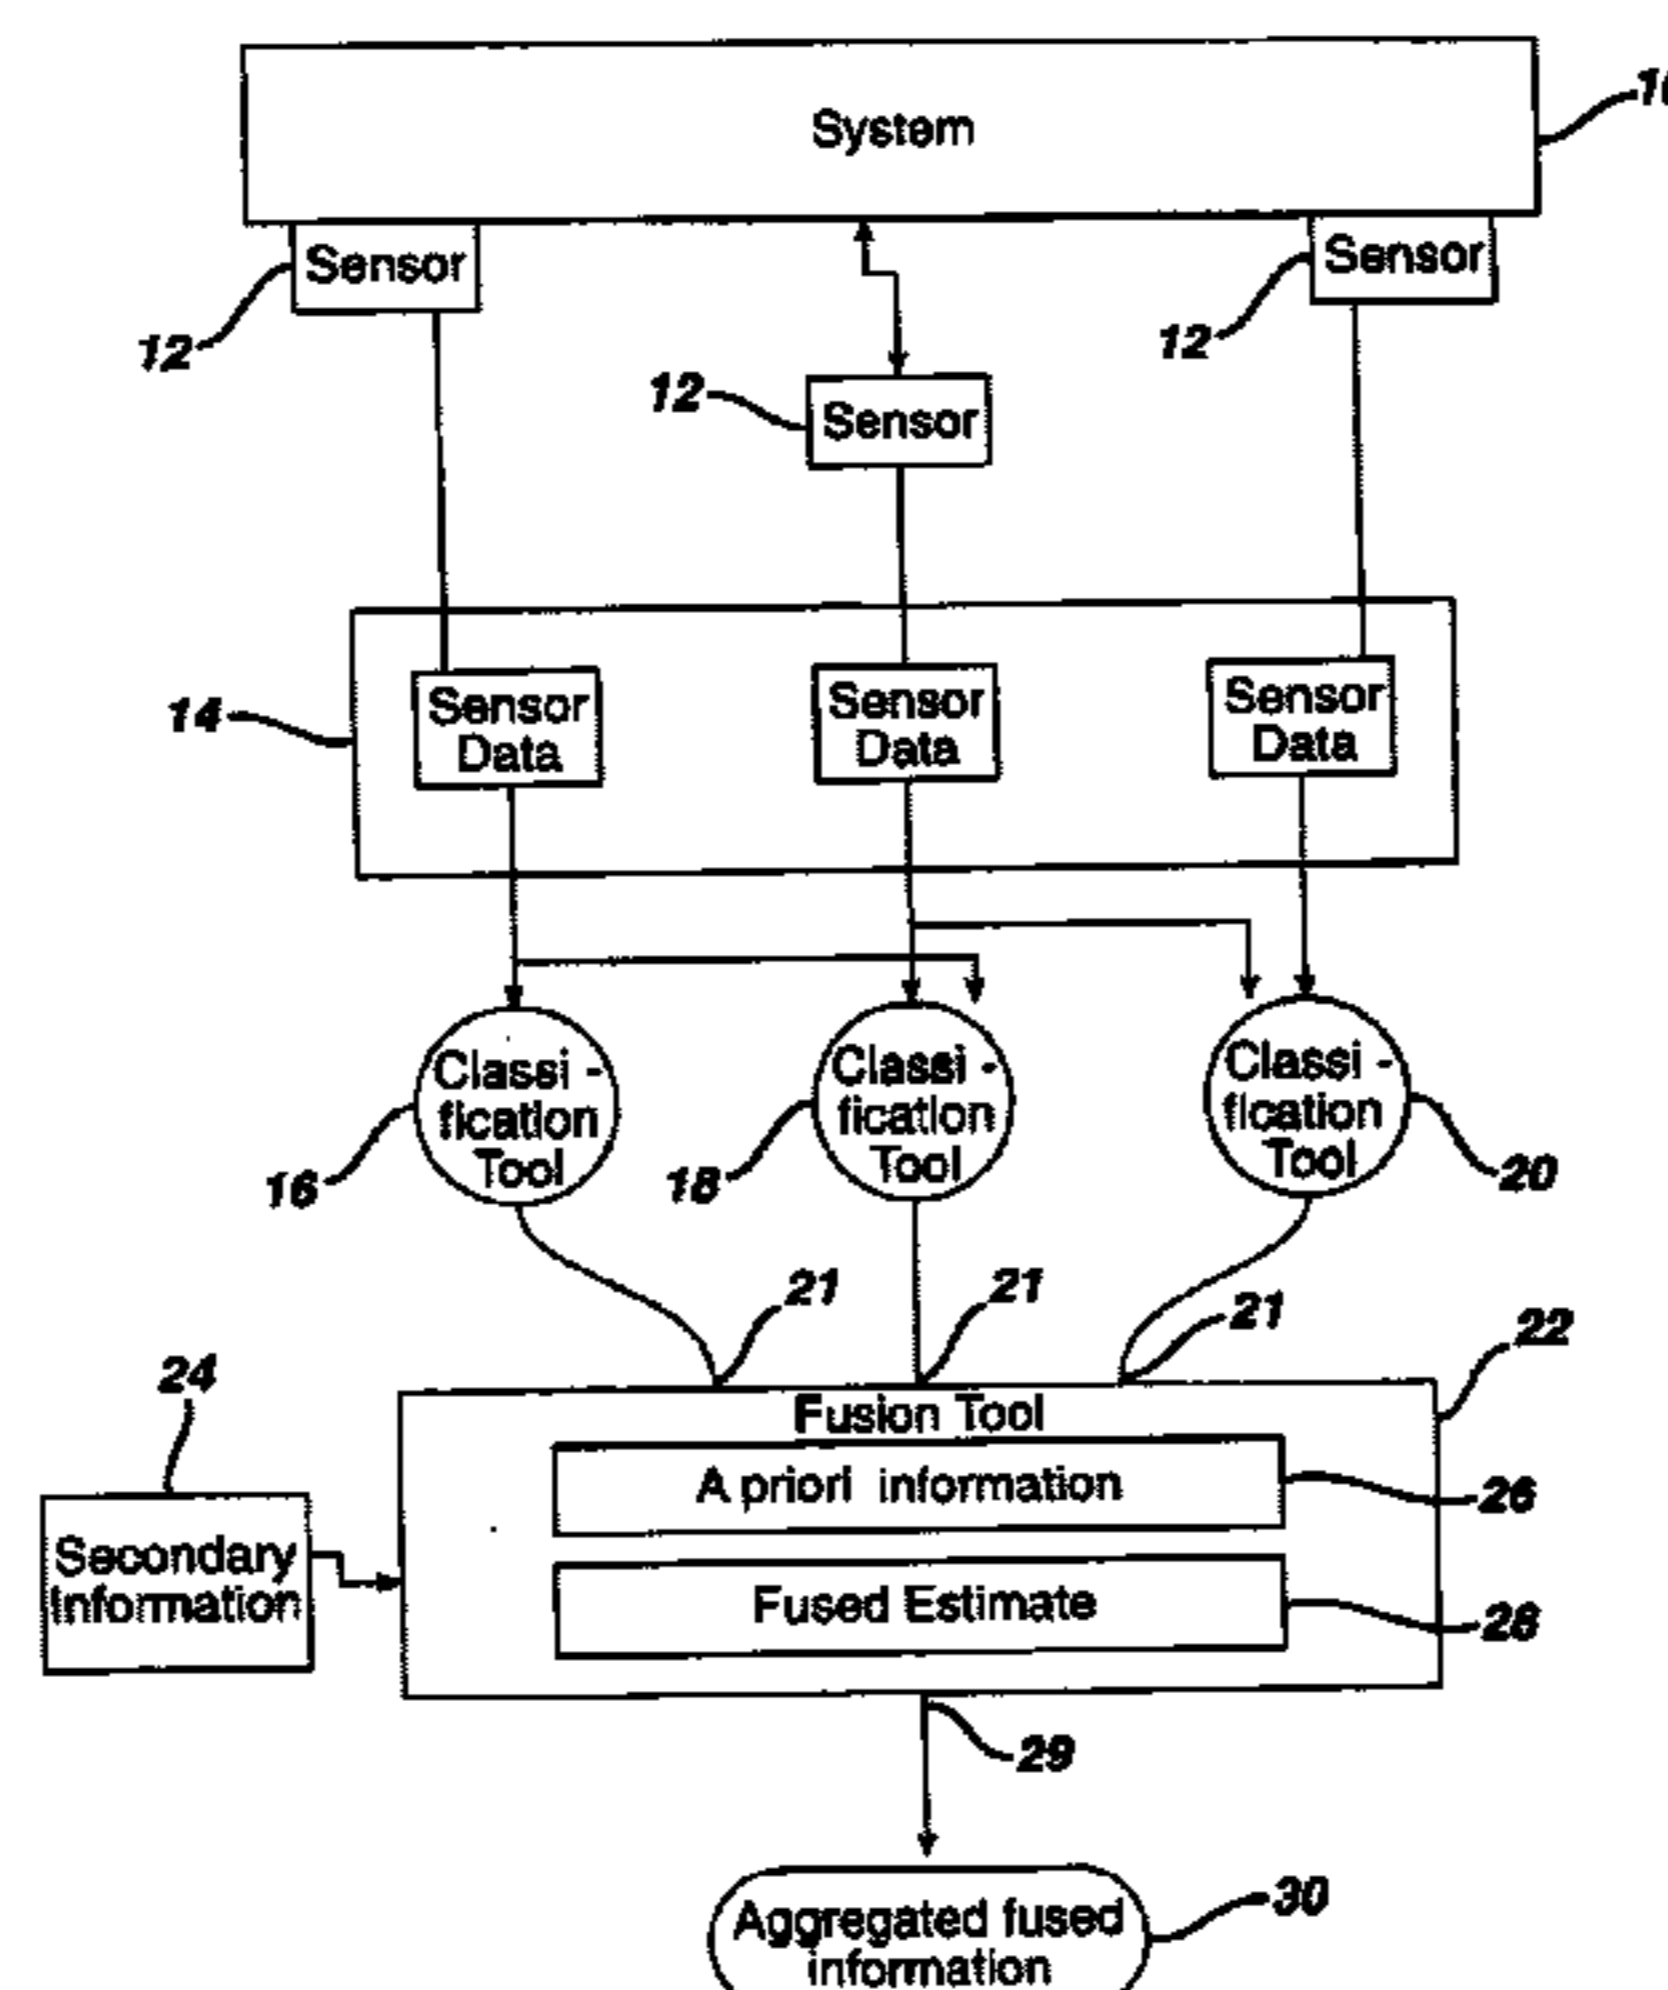 System
Sensor
Sensor
12
12
12
Sensor
14
Sensor
Data
Sensor
Data
Sensor
Data
Classi -
fication
Tool
Classi -
fication
Tool
Classi -
fication
Tool
16
18
20
21
21
21
22
24
Fusion Tool
A priori information
26
Secondary
Information
Fused Estimate
28
29
30
Aggregated fused
information